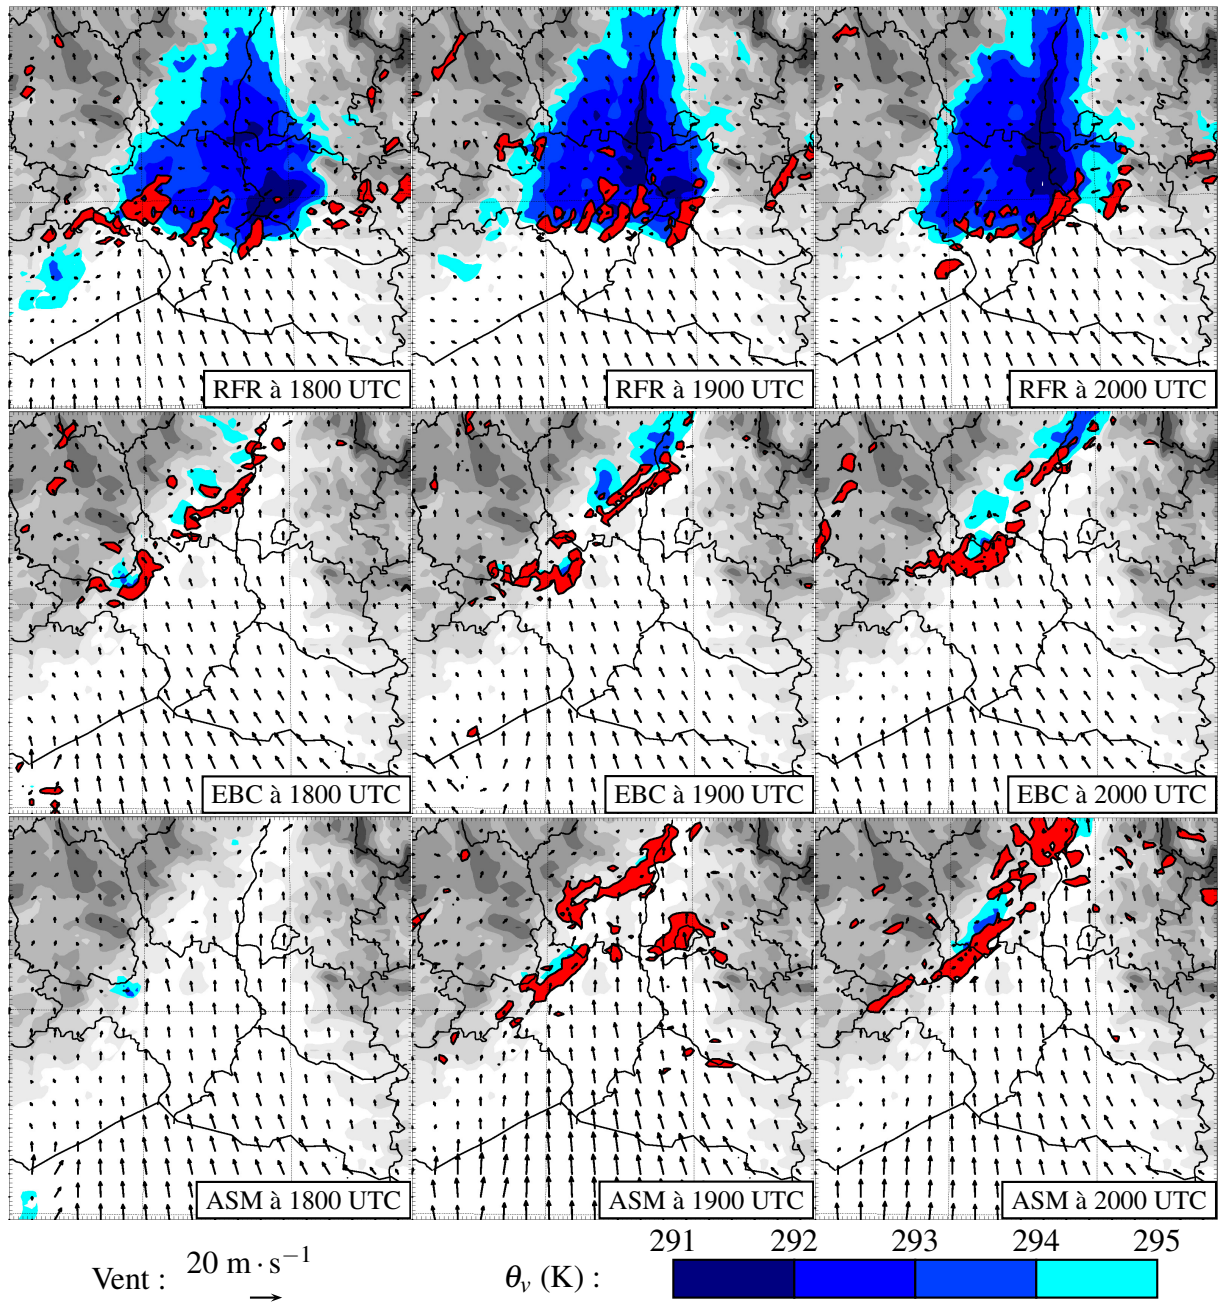 RFR à 1800 UTC
RFR à 1900 UTC
RFR à 2000 UTC
EBC à 1800 UTC
EBC à 1900 UTC
EBC à 2000 UTC
ASM à 1800 UTC
ASM à 1900 UTC
ASM à 2000 UTC
291 292 293 294 295
Vent : 20 m · s⁻¹
θᵥ (K) :